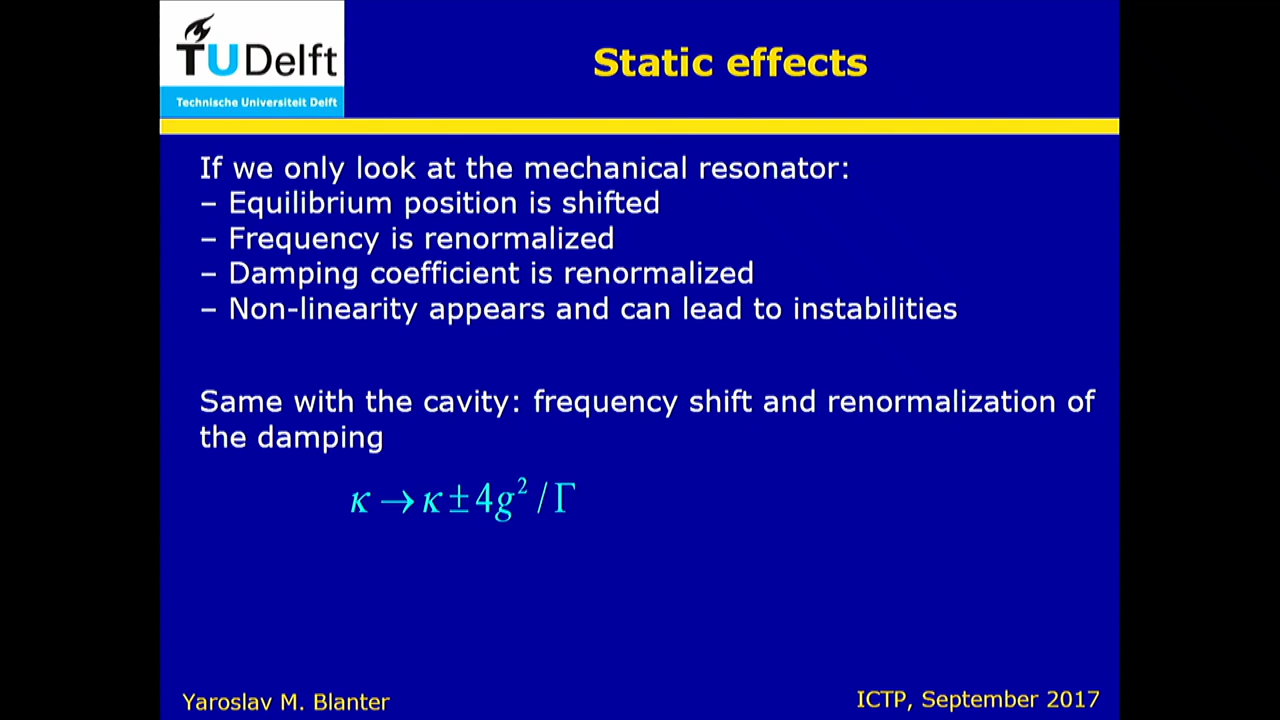 TU Delft
Technische Universiteit Delft
Static effects
If we only look at the mechanical resonator:
– Equilibrium position is shifted
– Frequency is renormalized
– Damping coefficient is renormalized
– Non-linearity appears and can lead to instabilities
Same with the cavity: frequency shift and renormalization of
the damping
κ → κ ± 4g² / Γ
Yaroslav M. Blanter
ICTP, September 2017